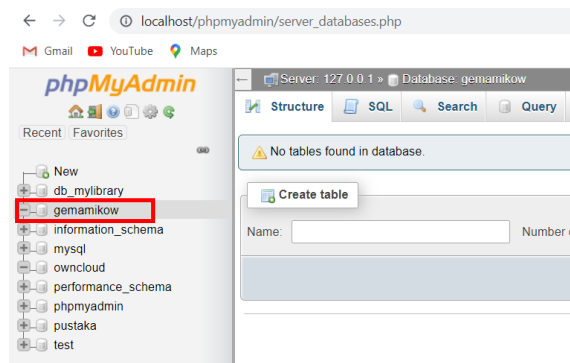 localhost/phpmyadmin/server_databases.php
Gmail YouTube Maps
phpMyAdmin
Recent Favorites
New
db_mylibrary
gemamikow
information_schema
mysql
owncloud
performance_schema
phpmyadmin
pustaka
test
Server: 127.0.0.1 » Database: gemamikow
Structure SQL Search Query
No tables found in database.
Create table
Name: Number